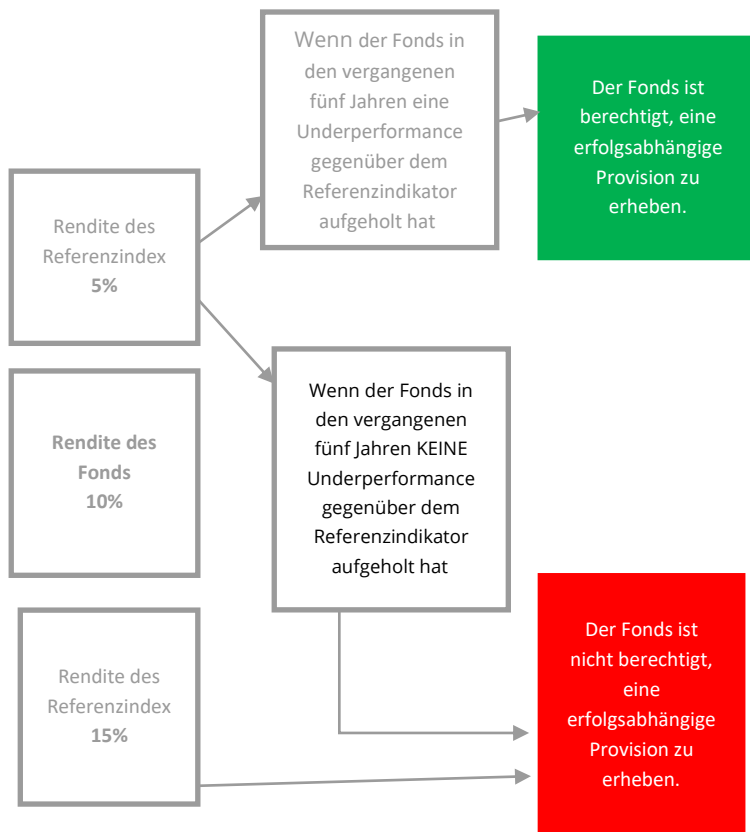 Wenn der Fonds in
den vergangenen
fünf Jahren eine
Underperformance
gegenüber dem
Referenzindikator
aufgeholt hat
Der Fonds ist
berechtigt, eine
erfolgsabhängige
Provision zu
erheben.
Rendite des
Referenzindex
5%
Wenn der Fonds in
den vergangenen
fünf Jahren KEINE
Underperformance
gegenüber dem
Referenzindikator
aufgeholt hat
Rendite des
Fonds
10%
Der Fonds ist
nicht berechtigt,
eine
erfolgsabhängige
Provision zu
erheben.
Rendite des
Referenzindex
15%